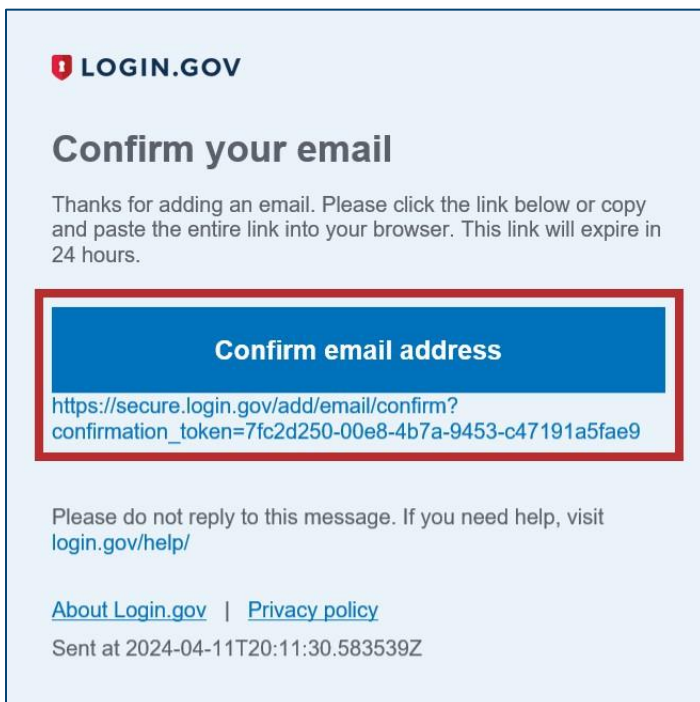 LOGIN.GOV
Confirm your email
Thanks for adding an email. Please click the link below or copy
and paste the entire link into your browser. This link will expire in
24 hours.
Confirm email address
https://secure.login.gov/add/email/confirm?
confirmation_token=7fc2d250-00e8-4b7a-9453-c47191a5fae9
Please do not reply to this message. If you need help, visit
login.gov/help/
About Login.gov | Privacy policy
Sent at 2024-04-11T20:11:30.583539Z